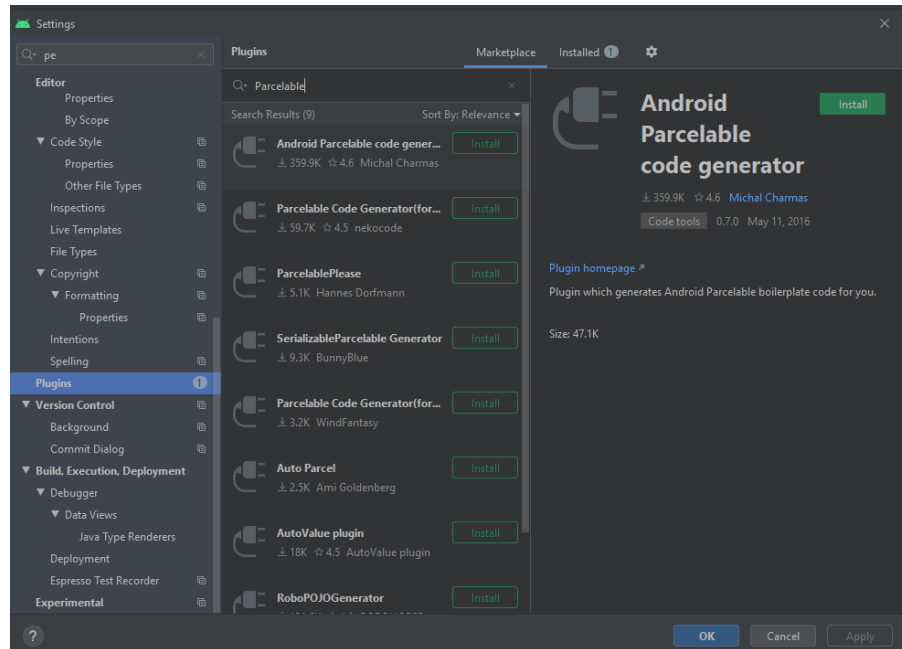 Settings
pe
Editor
Properties
By Scope
Code Style
Properties
Other File Types
Inspections
Live Templates
File Types
Copyright
Formatting
Properties
Intentions
Spelling
Plugins 1
Version Control
Background
Commit Dialog
Build, Execution, Deployment
Debugger
Data Views
Java Type Renderers
Deployment
Espresso Test Recorder
Experimental
Plugins
Marketplace
Installed 1
Parcelable
Search Results (9) Sort By: Relevance
Android Parcelable code gener... Install
359.9K 4.6 Michal Charmas
Parcelable Code Generator(for... Install
59.7K 4.5 nekocode
ParcelablePlease Install
5.1K Hannes Dorfmann
SerializableParcelable Generator Install
9.3K BunnyBlue
Parcelable Code Generator(for... Install
3.2K WindFantasy
Auto Parcel Install
2.5K Ami Goldenberg
AutoValue plugin Install
18K 4.5 AutoValue plugin
RoboPOJOGenerator Install
Android
Parcelable
code generator
Install
359.9K 4.6 Michal Charmas
Code tools 0.7.0 May 11, 2016
Plugin homepage
Plugin which generates Android Parcelable boilerplate code for you.
Size: 47.1K
?
OK Cancel Apply